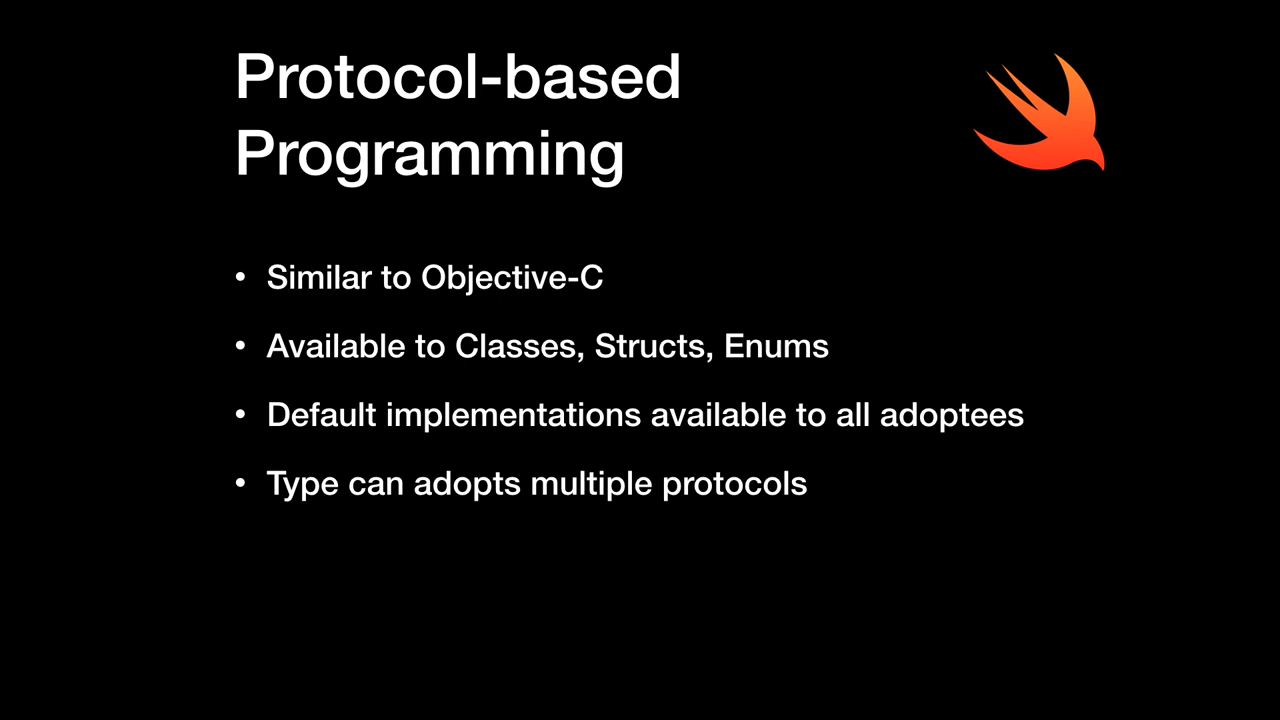 Protocol-based
Programming
• Similar to Objective-C
• Available to Classes, Structs, Enums
• Default implementations available to all adoptees
• Type can adopts multiple protocols